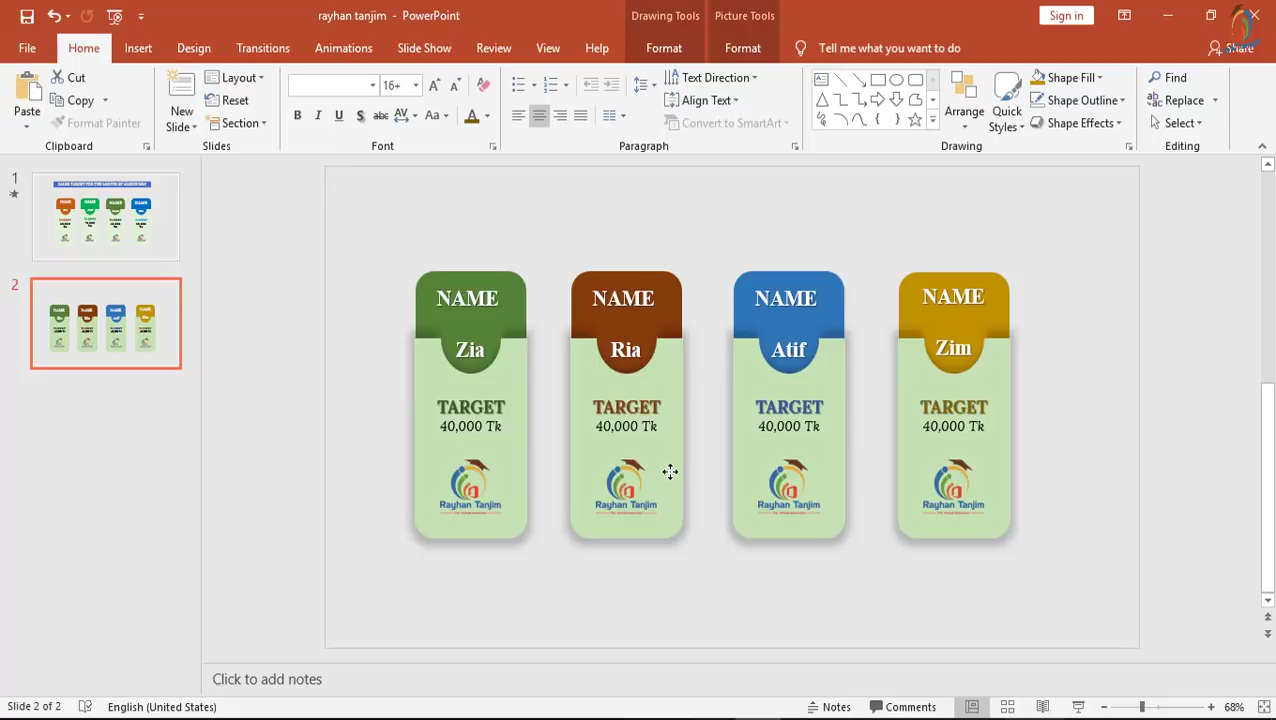 rayhan tanjim - PowerPoint
Drawing Tools
Picture Tools
Sign in
File
Home
Insert
Design
Transitions
Animations
Slide Show
Review
View
Help
Format
Format
Tell me what you want to do
Share
Paste
Cut
Copy
Format Painter
Clipboard
New
Slide
Layout
Reset
Section
Slides
16+
B I U S abc AV Aa A
Font
Text Direction
Align Text
Convert to SmartArt
Paragraph
Arrange
Quick
Styles
Shape Fill
Shape Outline
Shape Effects
Drawing
Find
Replace
Select
Editing
1
2
NAME NAME NAME NAME
Zia Ria Atif Zim
TARGET TARGET TARGET TARGET
40,000 Tk 40,000 Tk 40,000 Tk 40,000 Tk
Rayhan Tanjim Rayhan Tanjim Rayhan Tanjim Rayhan Tanjim
Click to add notes
Slide 2 of 2
English (United States)
Notes
Comments
68%